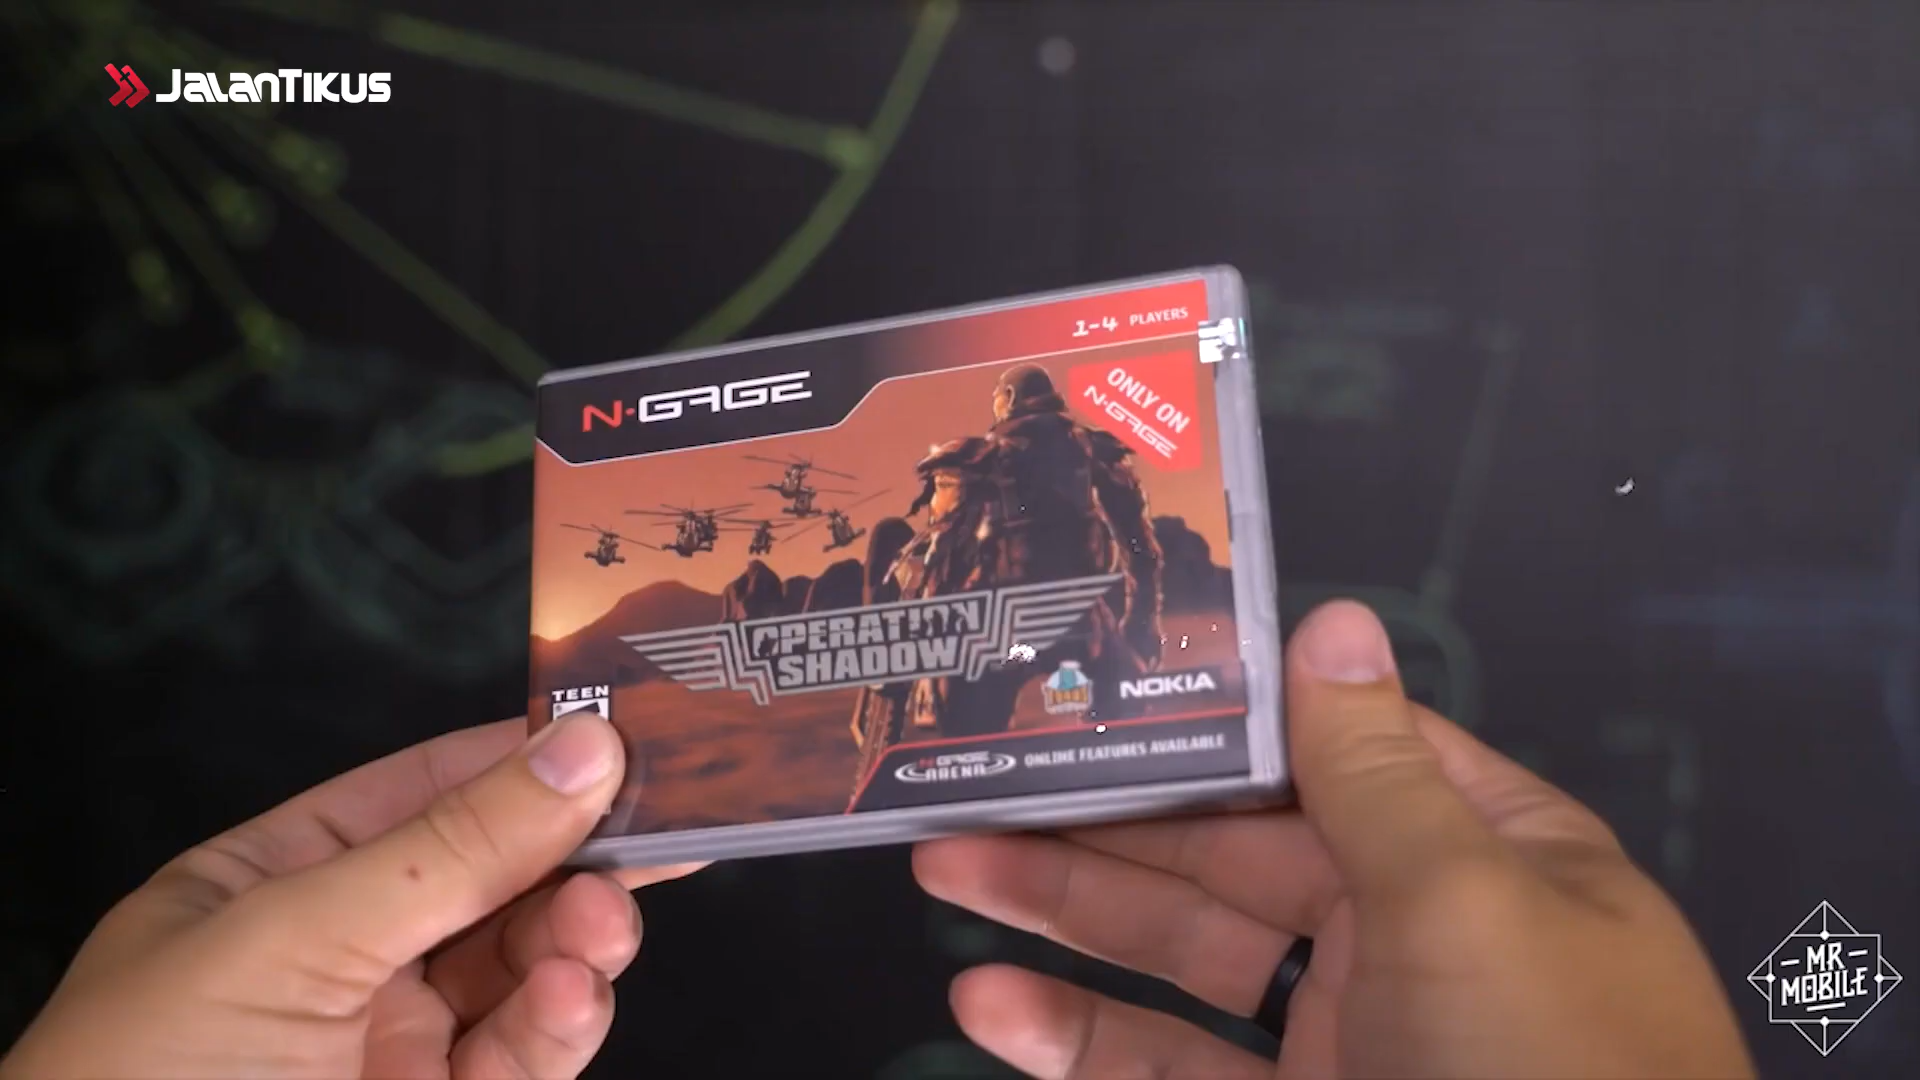 JALANTIKUS
1-4 PLAYERS
N·GAGE
ONLY ON
N·GAGE
OPERATION
SHADOW
TEEN
NOKIA
N·GAGE
ARENA
ONLINE FEATURES AVAILABLE
MR
MOBILE